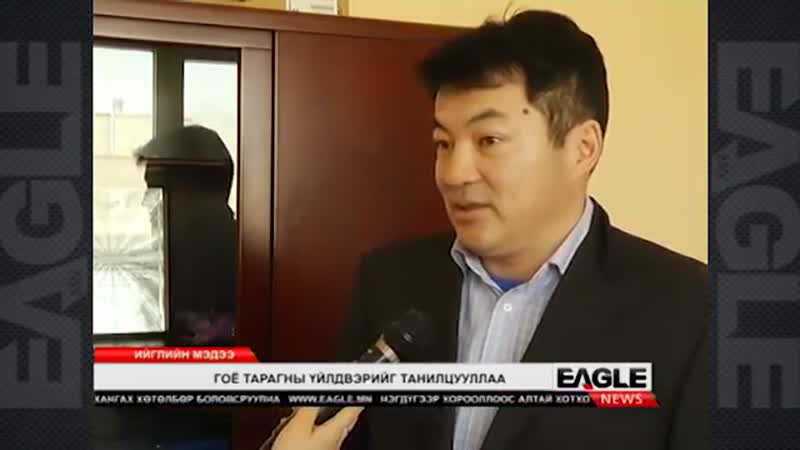 EAGLE
EAGLE
ИЙГЛИЙН МЭДЭЭ
ГОЁ ТАРАГНЫ ҮЙЛДВЭРИЙГ ТАНИЛЦУУЛЛАА
EAGLE
NEWS
ХАНГАХ ХӨТӨЛБӨР БОЛОВСРУУВНА WWW.EAGLE.MN НЭГДҮГЭЭР ХОРООЛЛООС АЛТАЙ ХОТХО